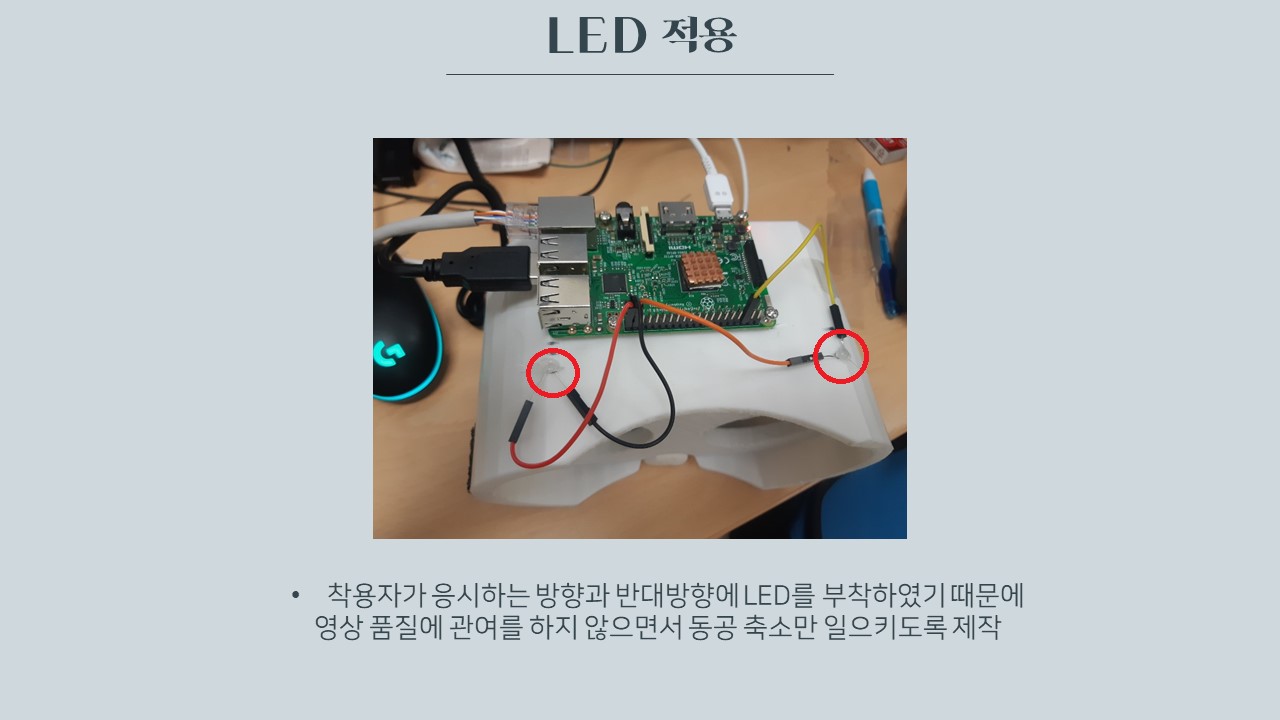 LED 적용
HDMI
• 착용자가 응시하는 방향과 반대방향에 LED를 부착하였기 때문에
영상 품질에 관여를 하지 않으면서 동공 축소만 일으키도록 제작